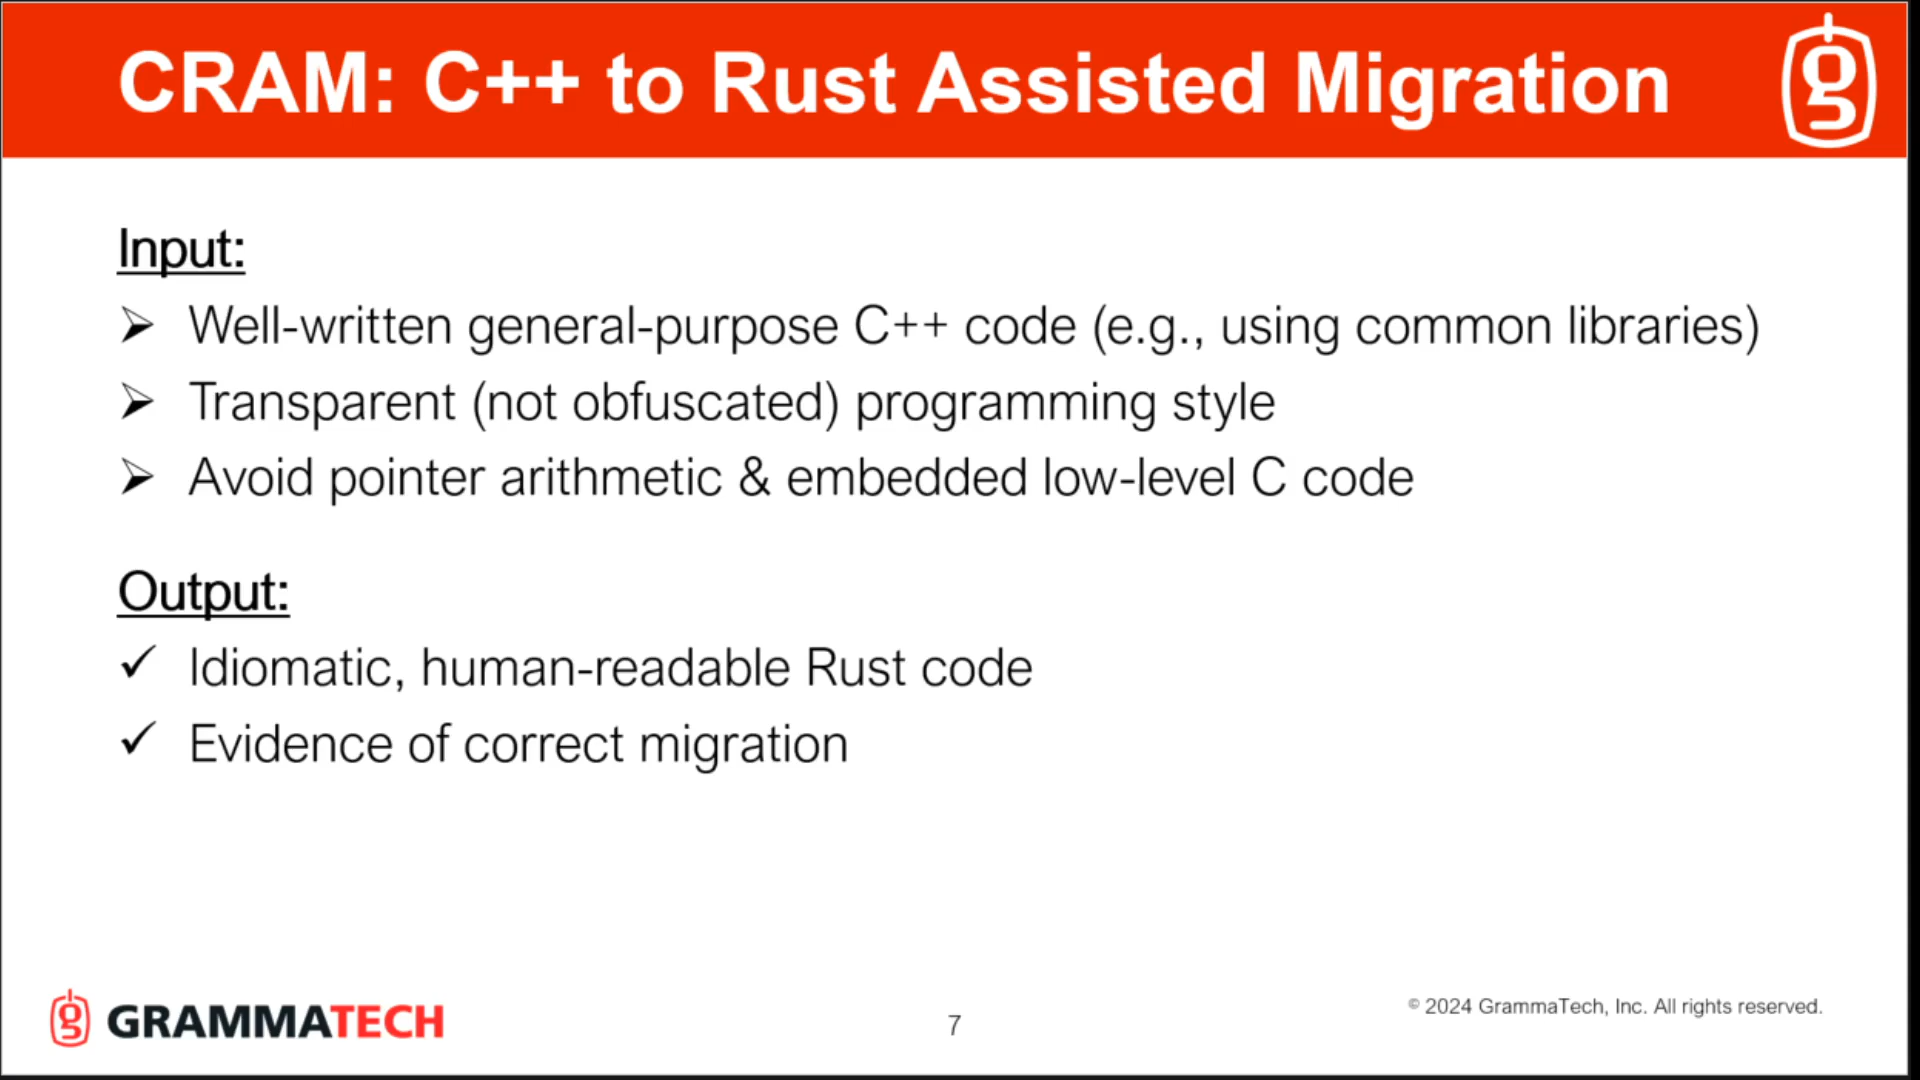 CRAM: C++ to Rust Assisted Migration
Input:
➢ Well-written general-purpose C++ code (e.g., using common libraries)
➢ Transparent (not obfuscated) programming style
➢ Avoid pointer arithmetic & embedded low-level C code
Output:
✓ Idiomatic, human-readable Rust code
✓ Evidence of correct migration
GRAMMATECH
7
© 2024 GrammaTech, Inc. All rights reserved.